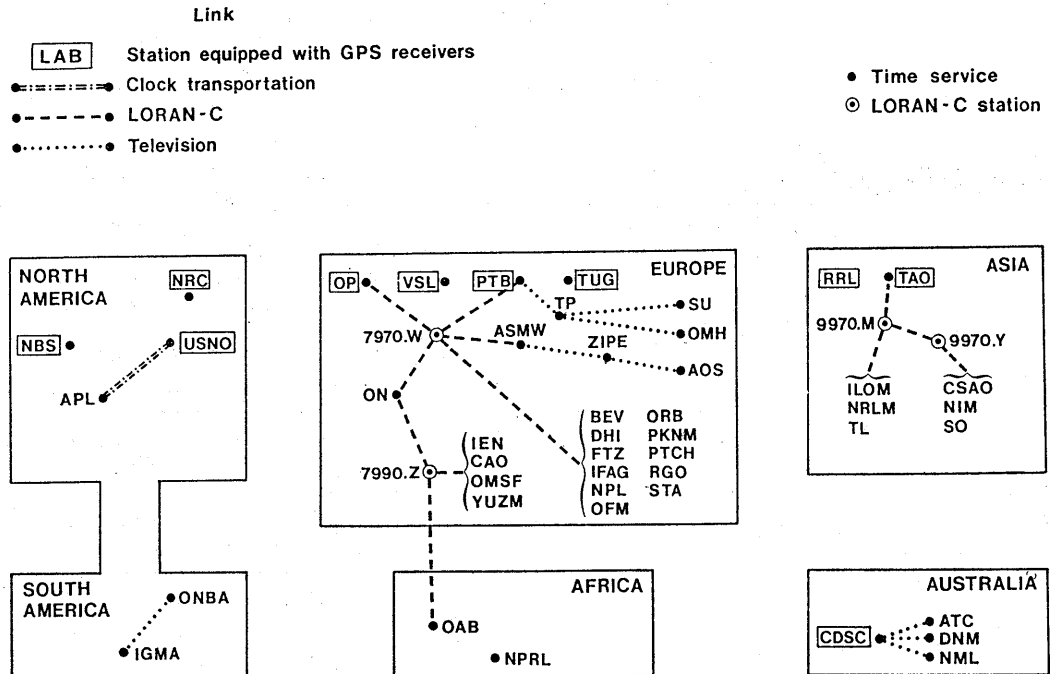 Link
LAB Station equipped with GPS receivers
Clock transportation
LORAN-C
Television
Time service
LORAN-C station
NORTH
AMERICA
NRC
NBS
USNO
APL
SOUTH
AMERICA
ONBA
IGMA
EUROPE
OP
VSL
PTB
TUG
TP
SU
7970.W
ASMW
OMH
ZIPE
AOS
ON
7990.Z
IEN
CAO
OMSF
YUZM
BEV ORB
DHI PKNM
FTZ PTCH
IFAG RGO
NPL STA
OFM
AFRICA
OAB
NPRL
ASIA
RRL
TAO
9970.M
9970.Y
ILOM
NRLM
TL
CSAO
NIM
SO
AUSTRALIA
CDSC
ATC
DNM
NML